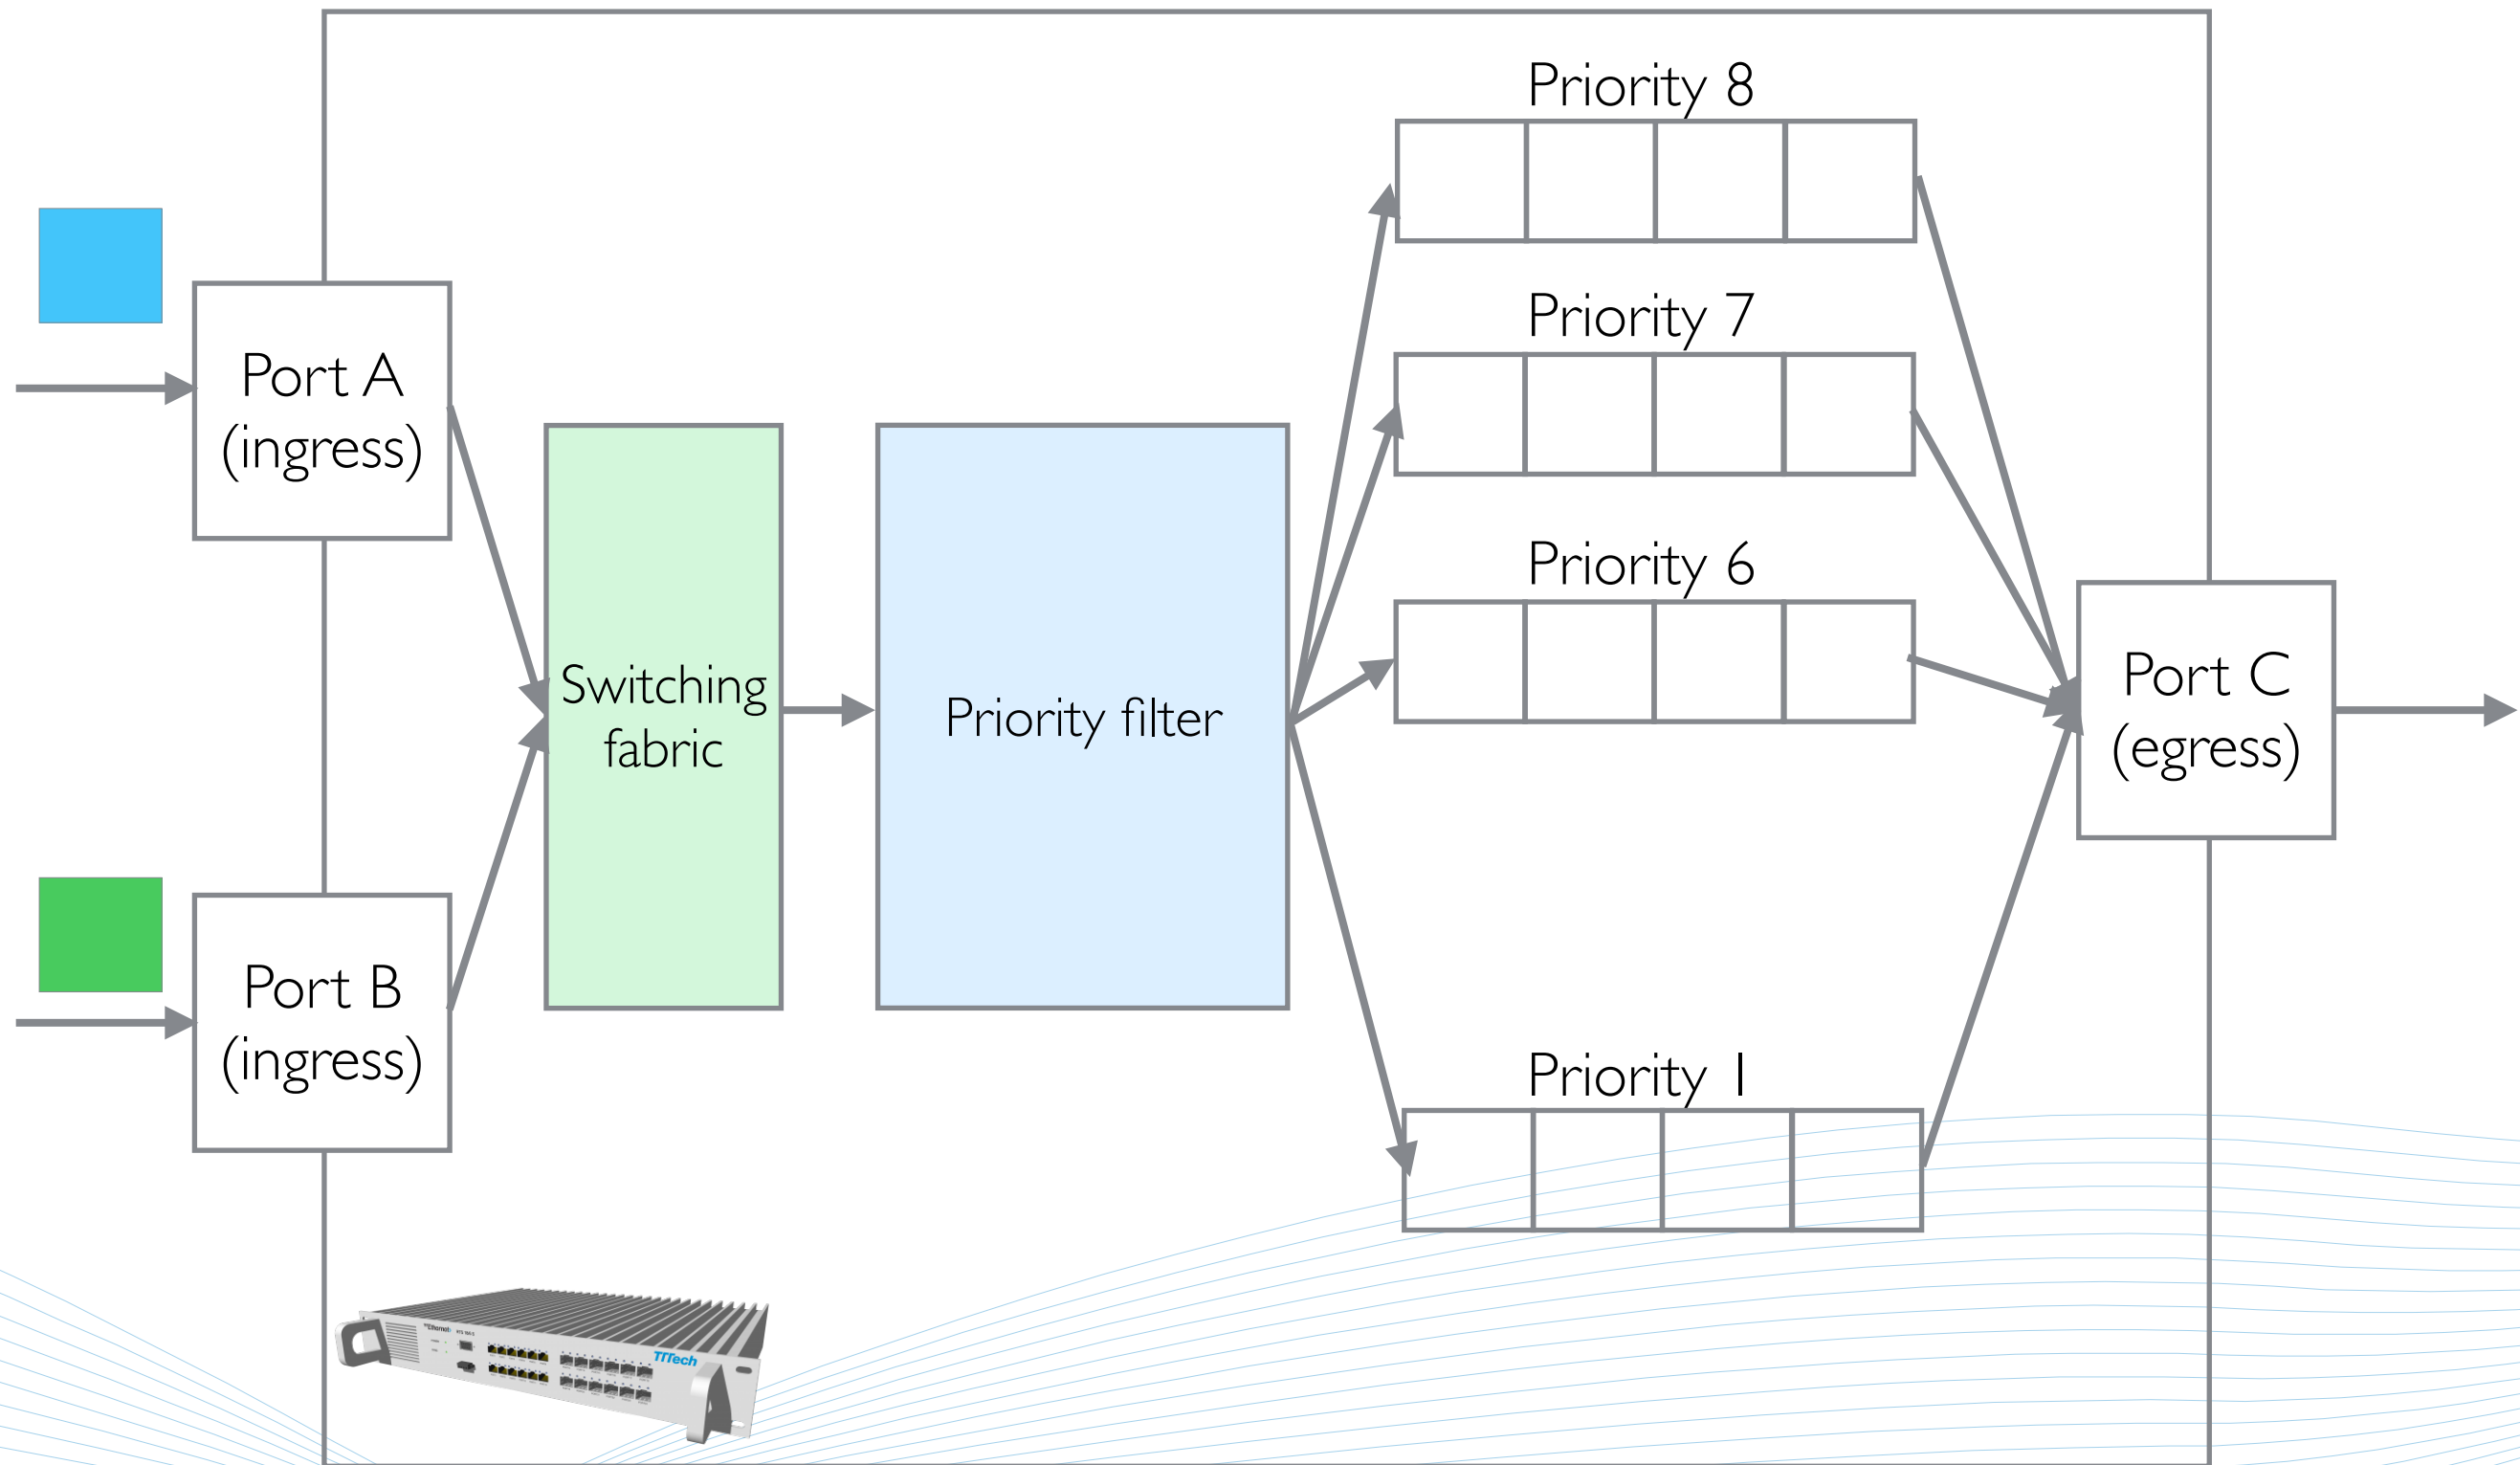 Priority 8
Priority 7
Priority 6
Priority 1
Port A
(ingress)
Switching
fabric
Priority filter
Port B
(ingress)
Port C
(egress)
TTTech